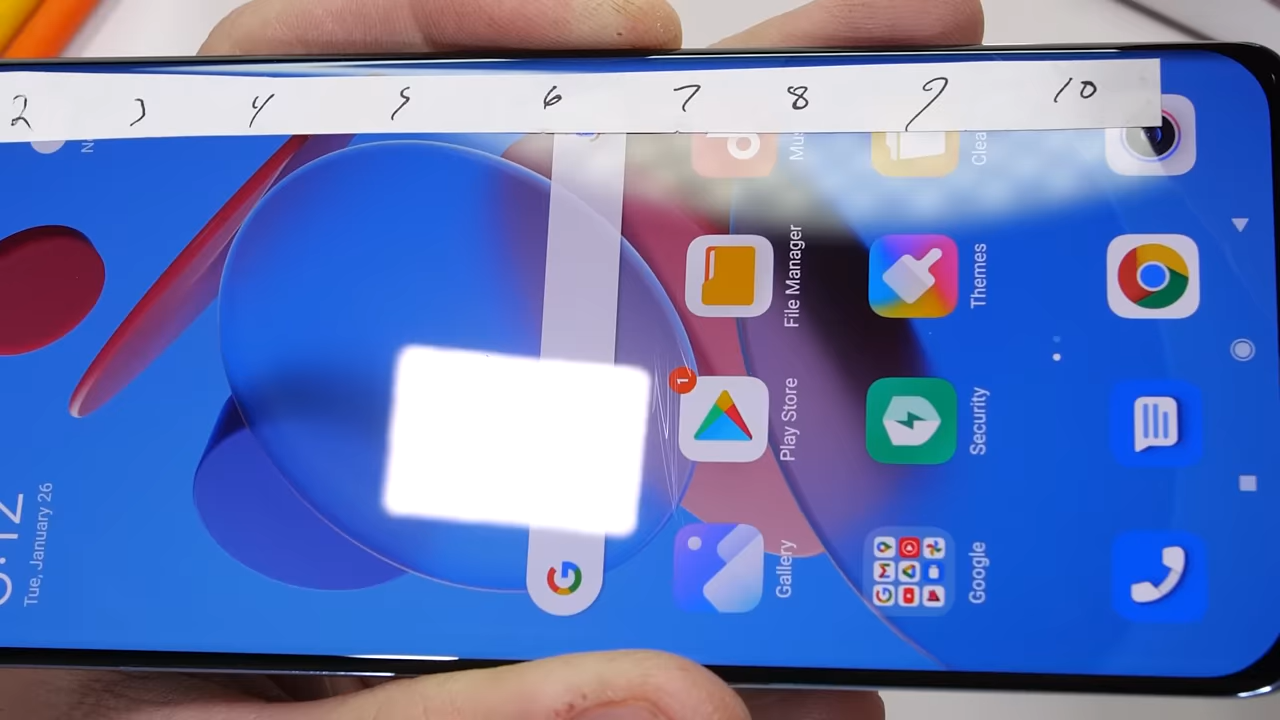 2 3 4 5 6 7 8 9 10
Tue, January 26
File Manager
Themes
1
Play Store
Security
Gallery
Google